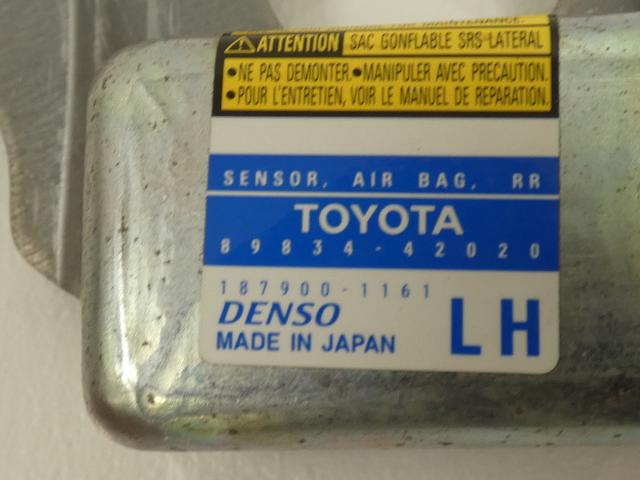 FOR MAINTENANCE.
ATTENTION SAC GONFLABLE SRS-LATERAL
•NE PAS DEMONTER.•MANIPULER AVEC PRECAUTION.
•POUR L'ENTRETIEN, VOIR LE MANUEL DE REPARATION.
SENSOR, AIR BAG, RR
TOYOTA
89834-42020
187900-1161
DENSO
MADE IN JAPAN
LH